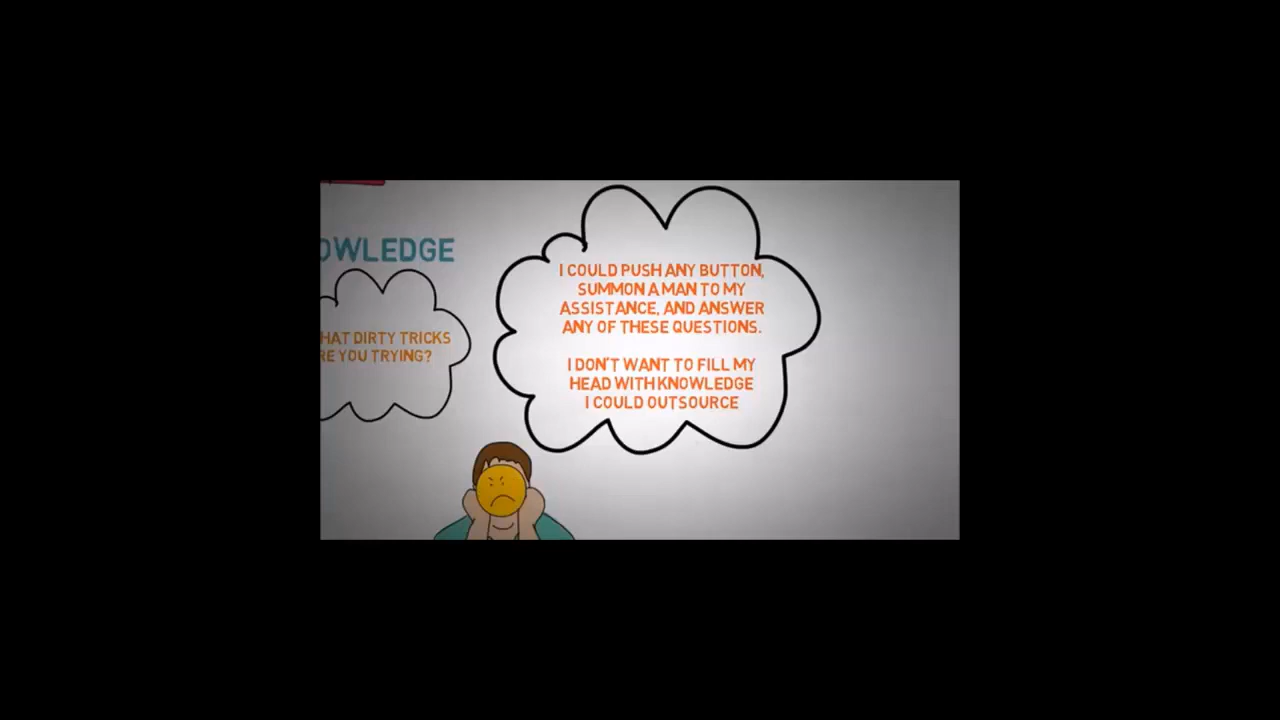 OWLEDGE
HAT DIRTY TRICKS
RE YOU TRYING?
I COULD PUSH ANY BUTTON,
SUMMON A MAN TO MY
ASSISTANCE, AND ANSWER
ANY OF THESE QUESTIONS.
I DON'T WANT TO FILL MY
HEAD WITH KNOWLEDGE
I COULD OUTSOURCE